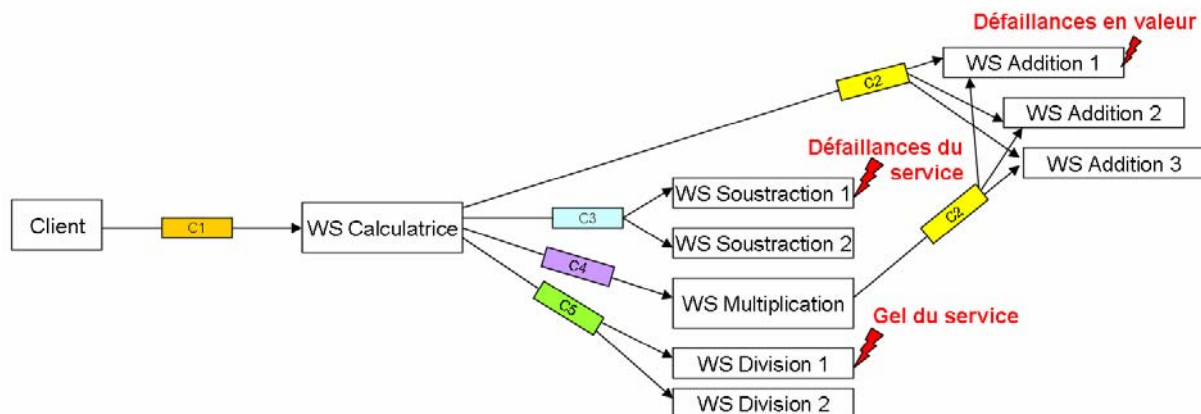 Défaillances en valeur
WS Addition 1
C2
WS Addition 2
Défaillances du
service
WS Addition 3
WS Soustraction 1
C2
Client
C1
WS Calculatrice
C3
WS Soustraction 2
C4
WS Multiplication
C5
Gel du service
WS Division 1
WS Division 2